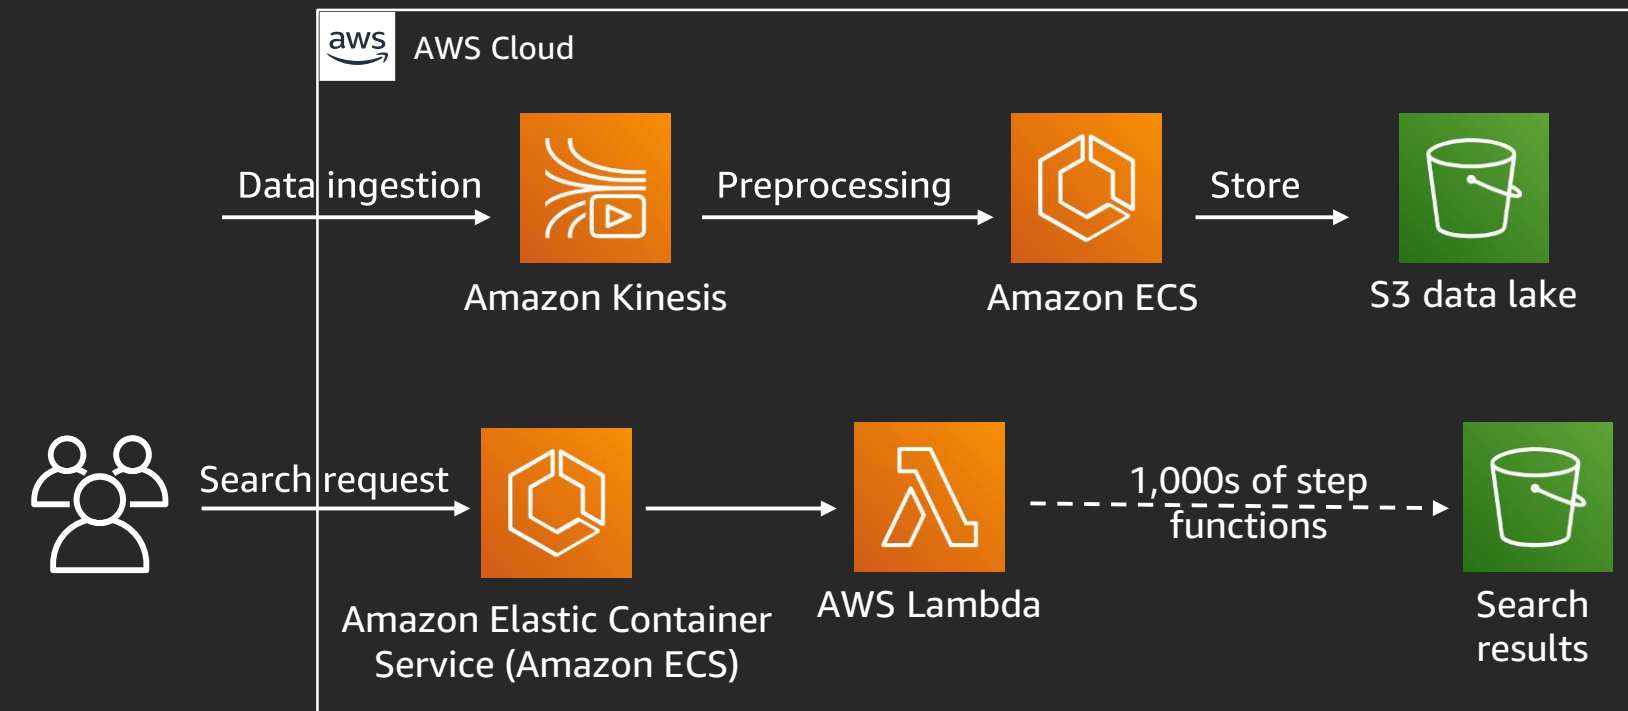 aws
AWS Cloud
Data ingestion
Preprocessing
Store
Amazon Kinesis
Amazon ECS
S3 data lake
Search request
1,000s of step
functions
Amazon Elastic Container
Service (Amazon ECS)
AWS Lambda
Search
results